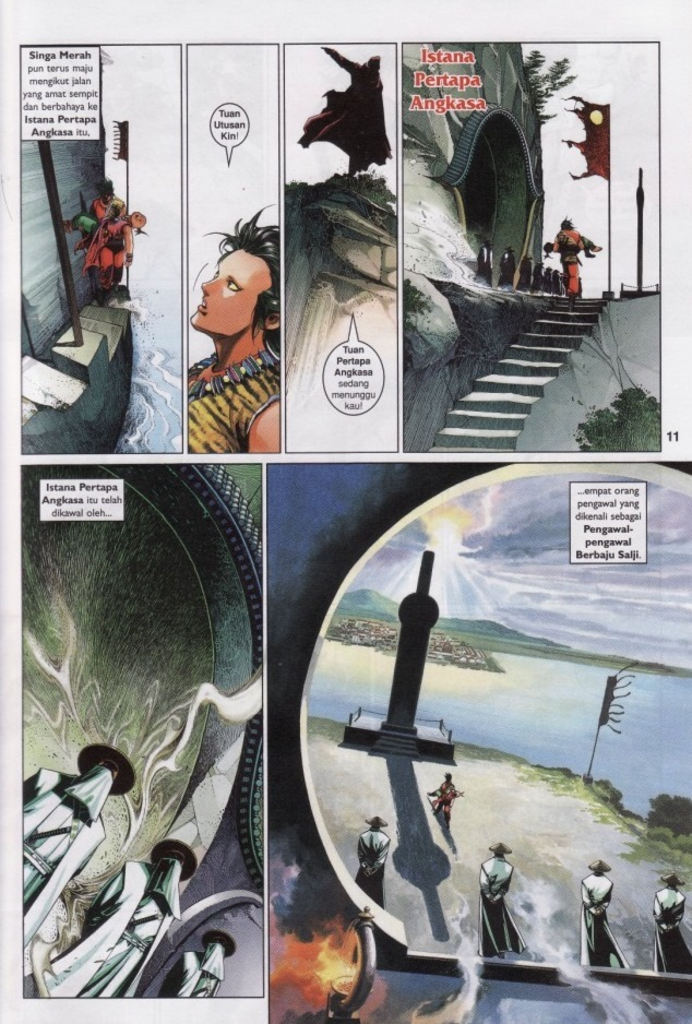 Singa Merah
pun terus maju
mengikut jalan
yang amat sempit
dan berbahaya ke
Istana Pertapa
Angkasa itu,
Tuan
Utusan
Kin!
Tuan
Pertapa
Angkasa
sedang
menunggu
kau!
Istana
Pertapa
Angkasa
11
Istana Pertapa
Angkasa itu telah
dikawal oleh...
...empat orang
pengawal yang
dikenali sebagai
Pengawal-
pengawal
Berbaju Salji.